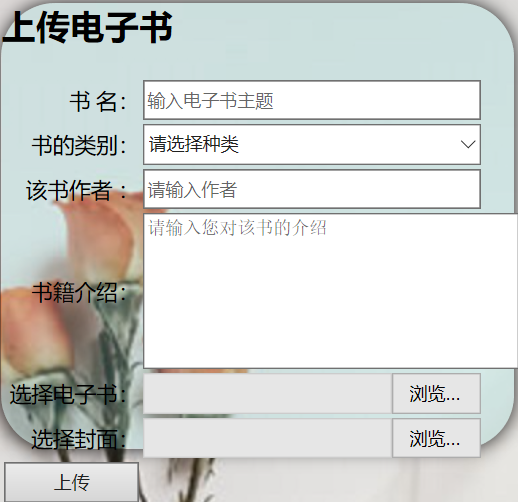 上传电子书
书 名： 输入电子书主题
书的类别： 请选择种类
该书作者 ： 请输入作者
请输入您对该书的介绍
书籍介绍：
选择电子书： 浏览...
选择封面： 浏览...
上传